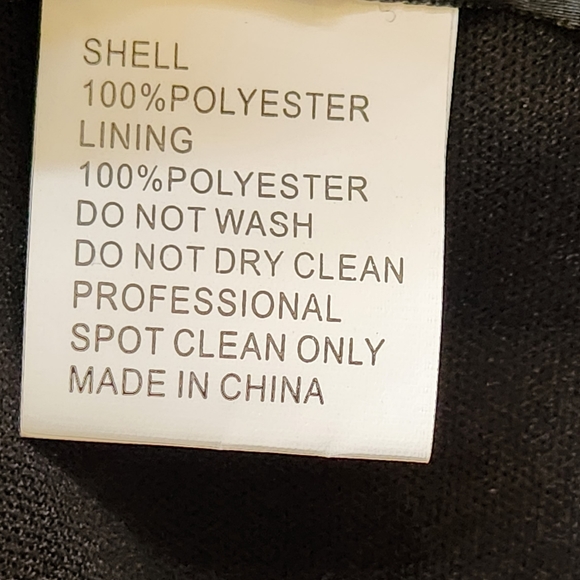 SHELL
100%POLYESTER
LINING
100%POLYESTER
DO NOT WASH
DO NOT DRY CLEAN
PROFESSIONAL
SPOT CLEAN ONLY
MADE IN CHINA